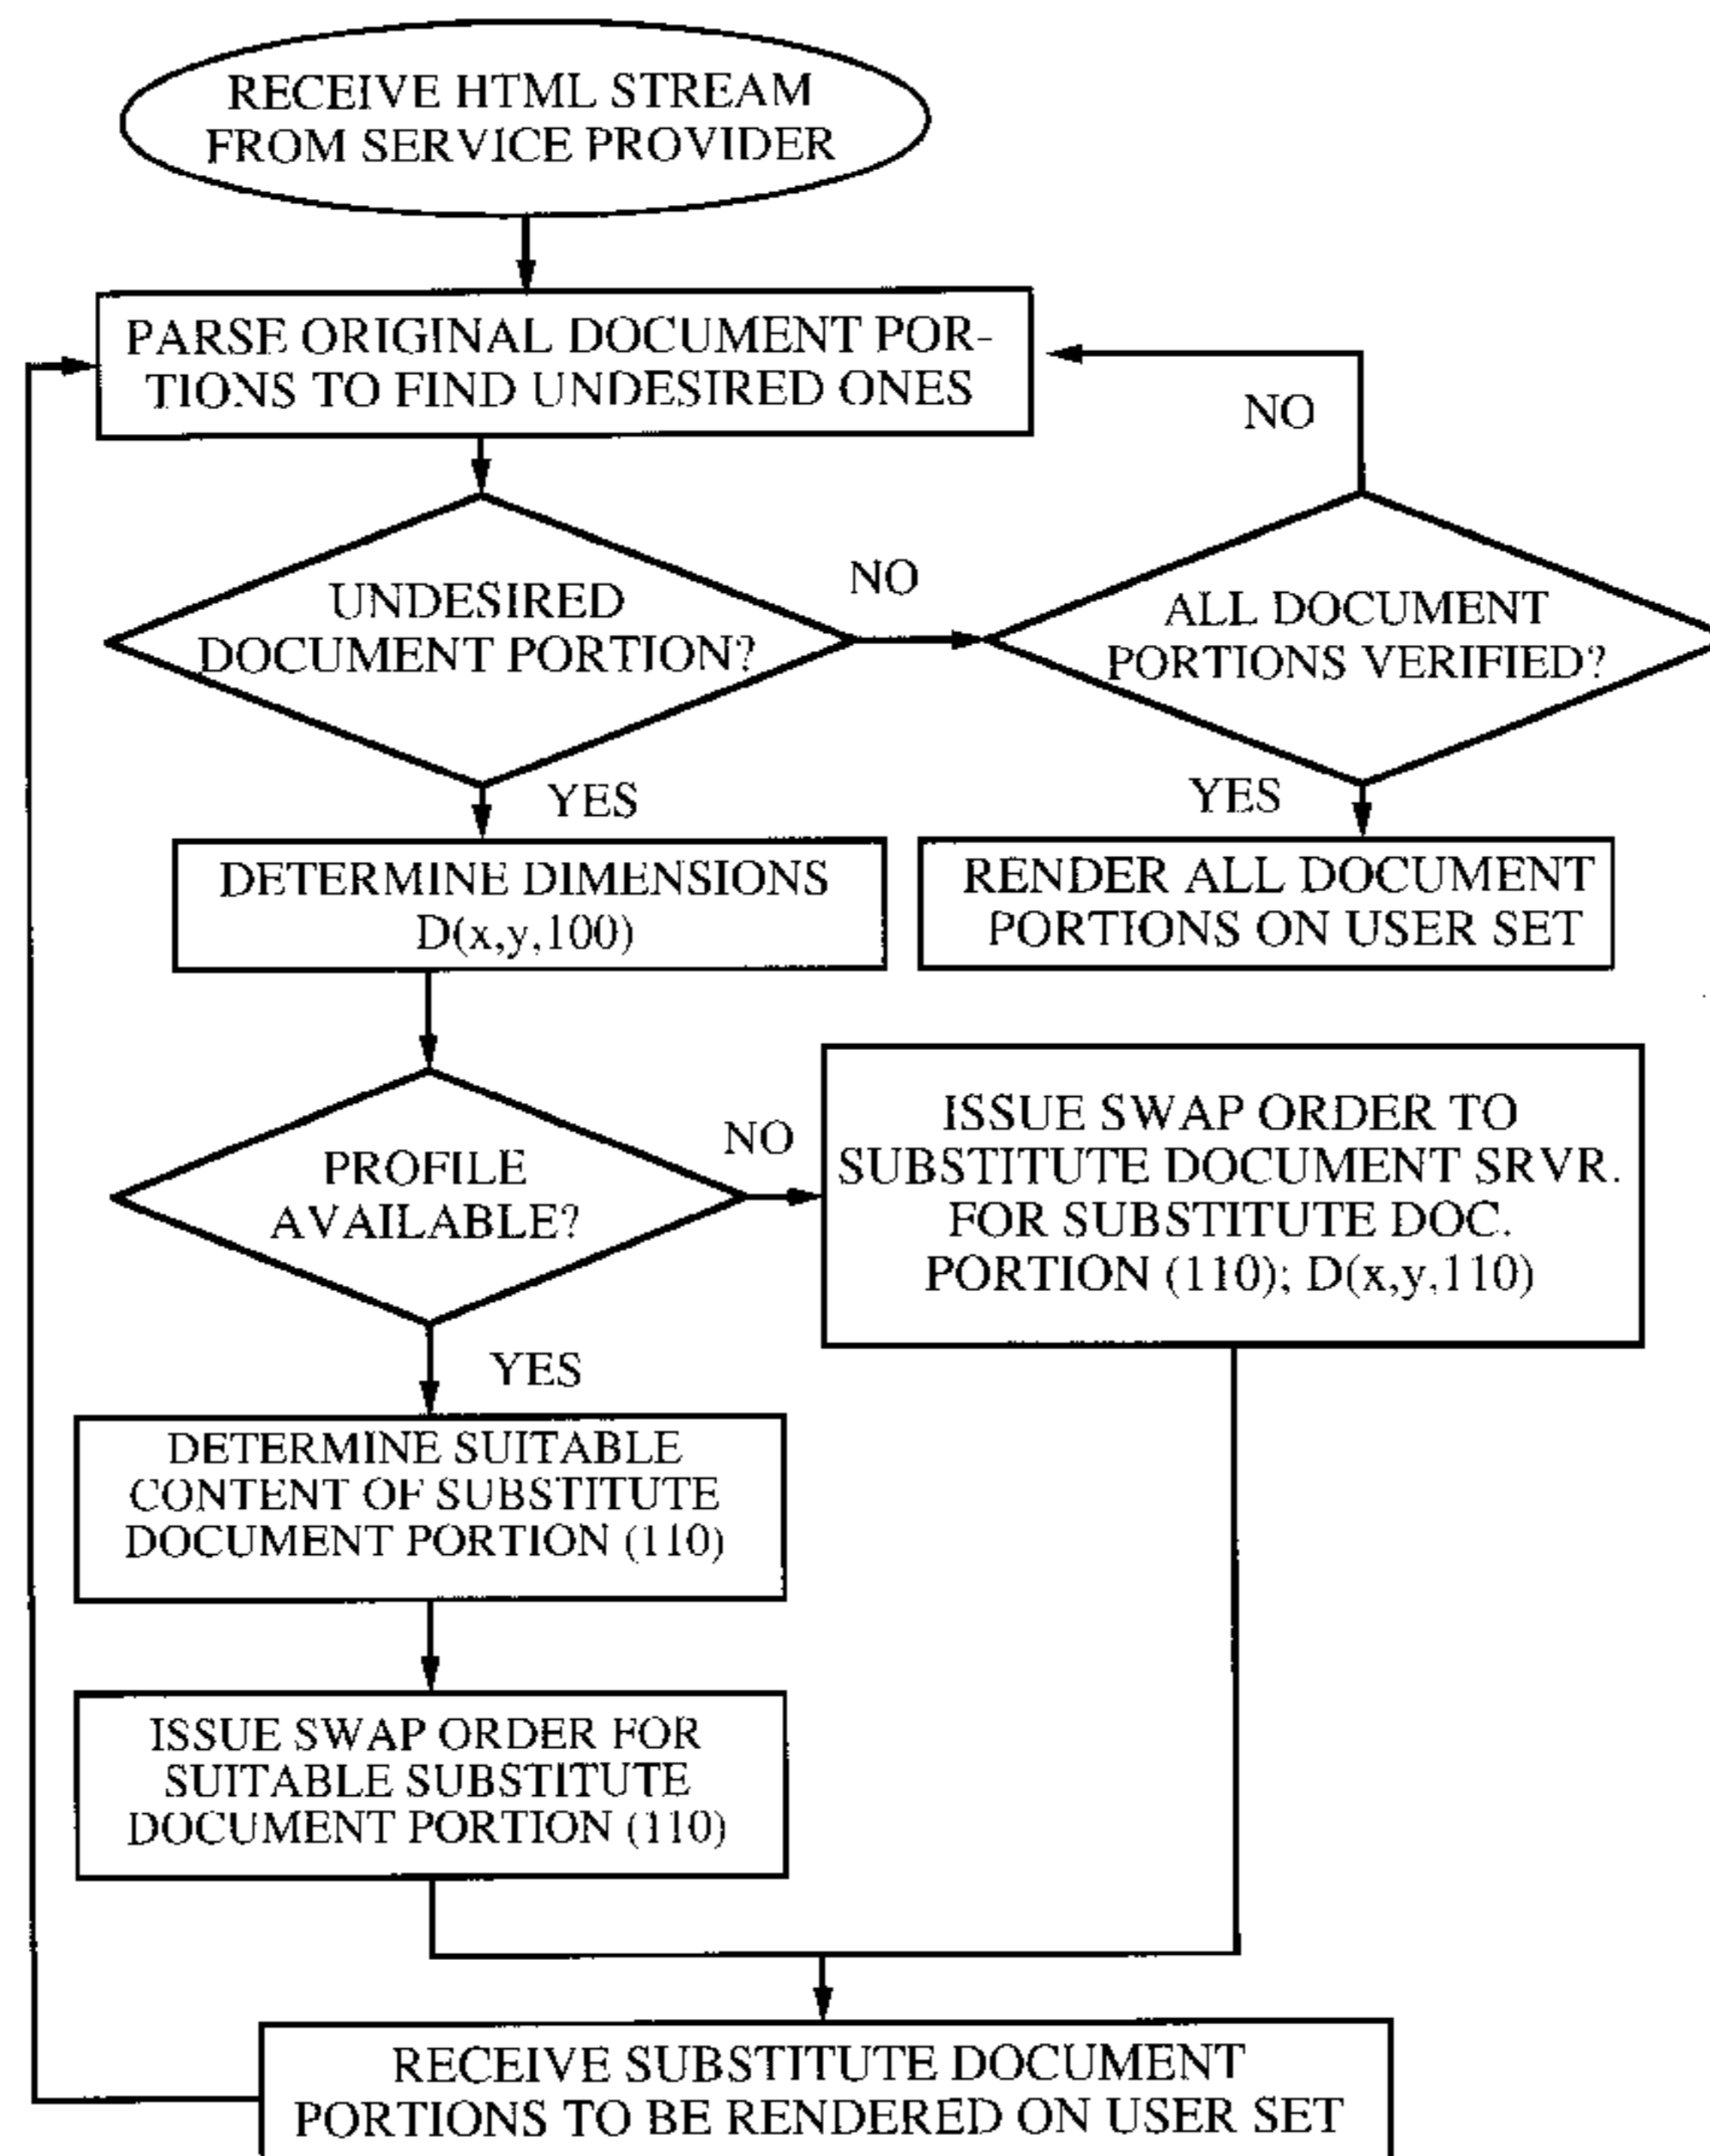 RECEIVE HTML STREAM
FROM SERVICE PROVIDER
PARSE ORIGINAL DOCUMENT POR-
TIONS TO FIND UNDESIRED ONES
NO
UNDESIRED
DOCUMENT PORTION?
NO
ALL DOCUMENT
PORTIONS VERIFIED?
YES
YES
DETERMINE DIMENSIONS
D(x,y,100)
RENDER ALL DOCUMENT
PORTIONS ON USER SET
PROFILE
AVAILABLE?
NO
ISSUE SWAP ORDER TO
SUBSTITUTE DOCUMENT SRVR.
FOR SUBSTITUTE DOC.
PORTION (110); D(x,y,110)
YES
DETERMINE SUITABLE
CONTENT OF SUBSTITUTE
DOCUMENT PORTION (110)
ISSUE SWAP ORDER FOR
SUITABLE SUBSTITUTE
DOCUMENT PORTION (110)
RECEIVE SUBSTITUTE DOCUMENT
PORTIONS TO BE RENDERED ON USER SET